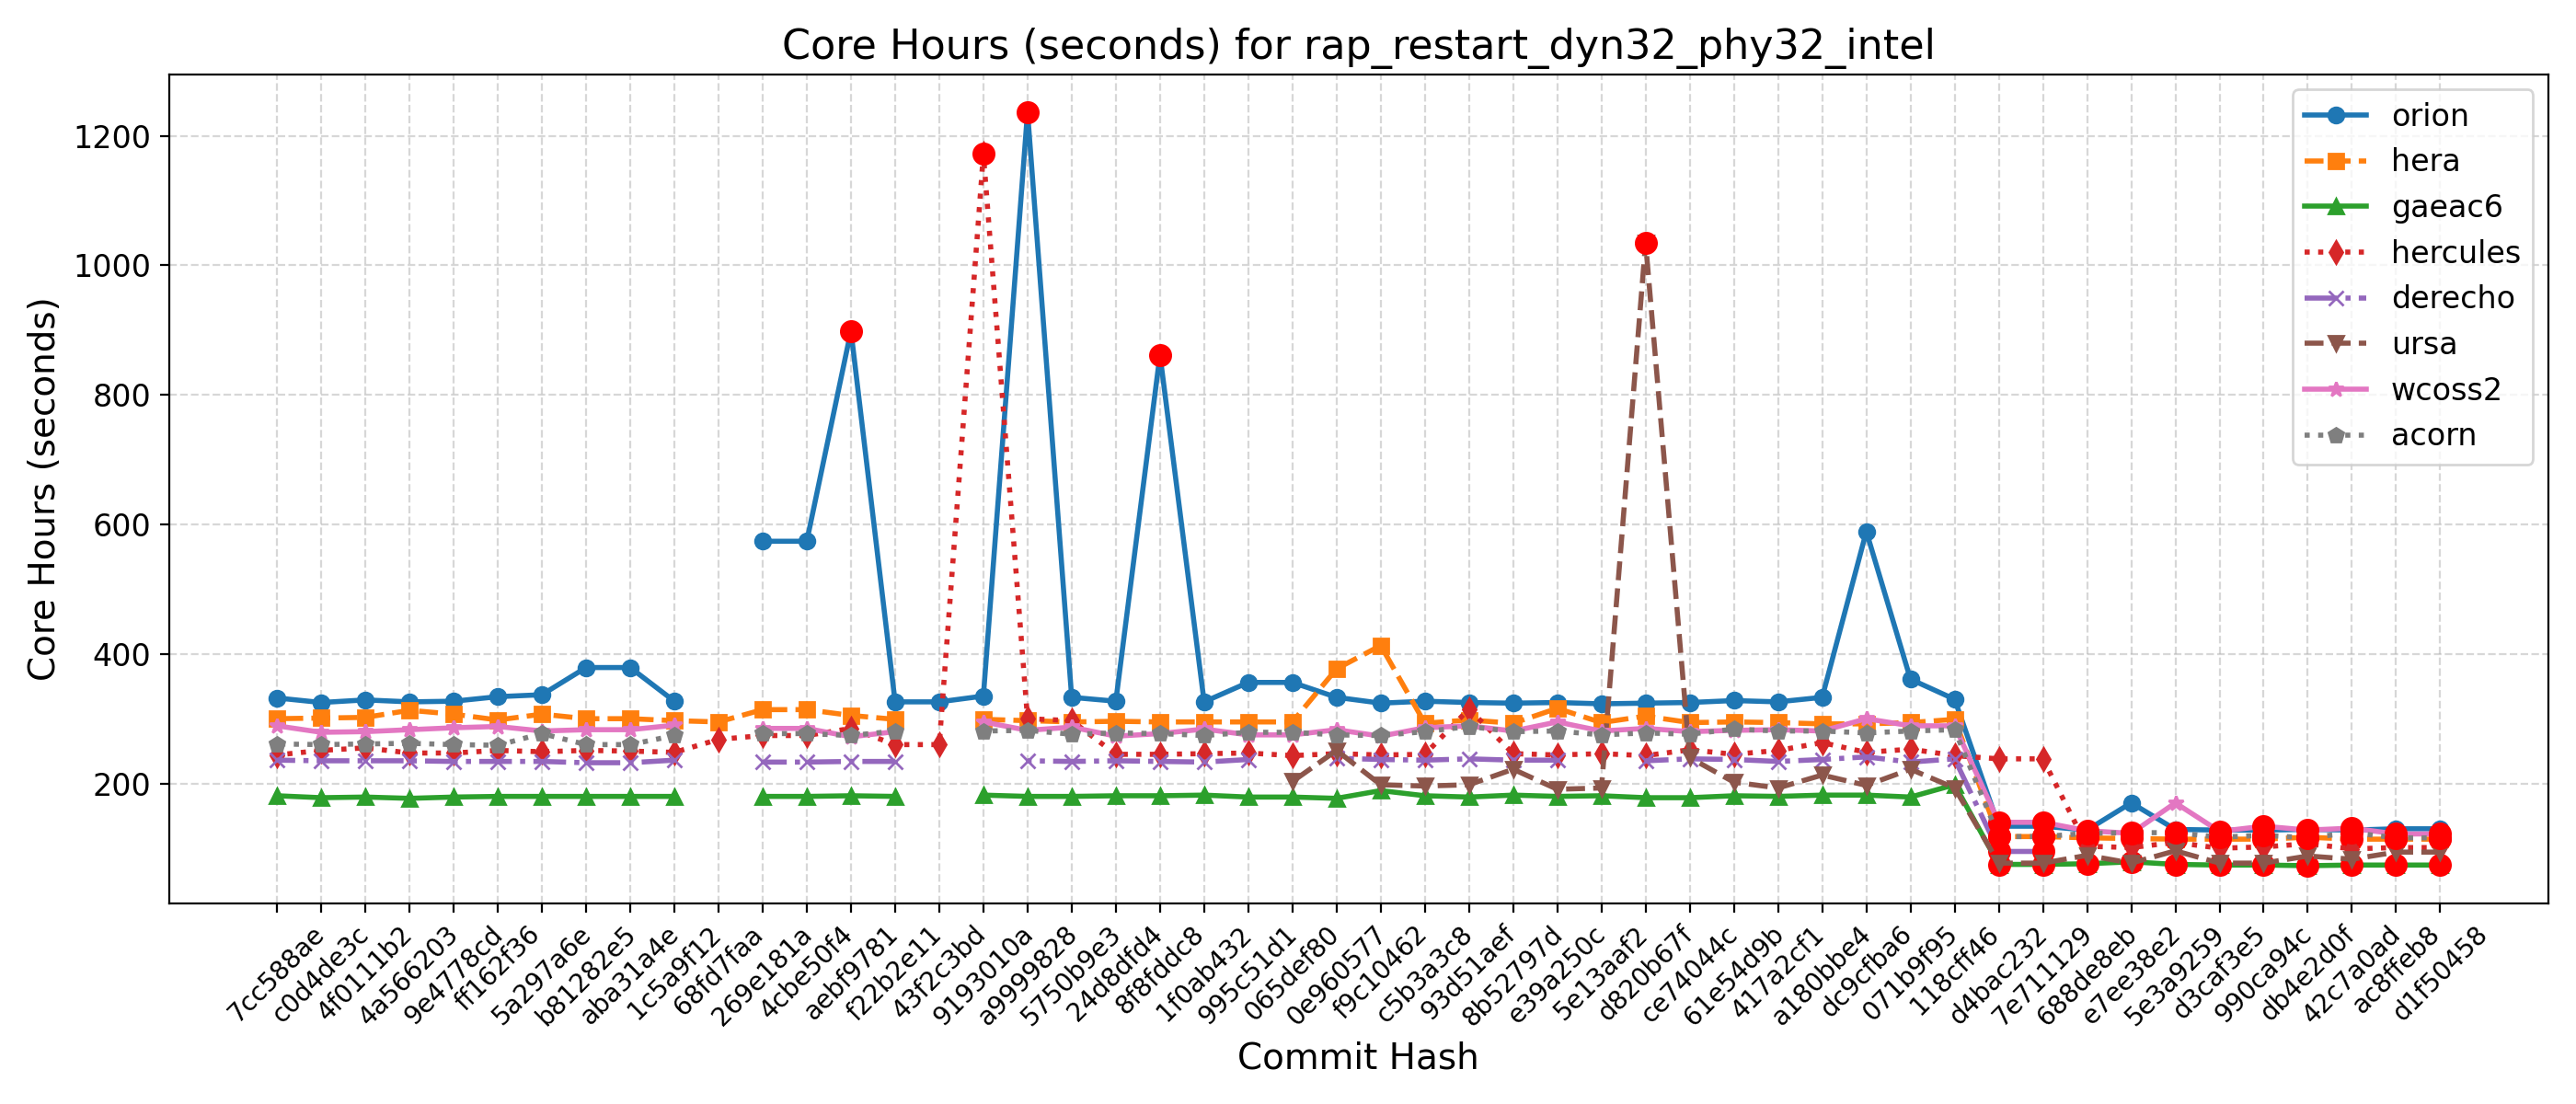 Core Hours (seconds) for rap_restart_dyn32_phy32_intel
Core Hours (seconds)
1200
1000
800
600
400
200
orion
hera
gaeac6
hercules
derecho
ursa
wcoss2
acorn
7cc588ae
c0d4de3c
4f0111b2
4a566203
9e4778cd
ff162f36
5a297a6e
b81282e5
aba31a4e
1c5a9f12
68fd7faa
269e181a
4cbe50f4
aebf9781
f22b2e11
43f2c3bd
9193010a
a9999828
5750b9e3
24d8dfd4
8f8fddc8
1f0ab432
995c51d1
065def80
0e960577
f9c10462
c5b3a3c8
93d51aef
8b52797d
e39a250c
5e13aaf2
d820b67f
ce74044c
61e54d9b
417a2cf1
a180bbe4
dc9cfba6
071b9f95
118cff46
d4bac232
7e711129
688de8eb
e7ee38e2
5e3a9259
d3caf3e5
990ca94c
db4e2d0f
42c7a0ad
ac8ffeb8
d1f50458
Commit Hash